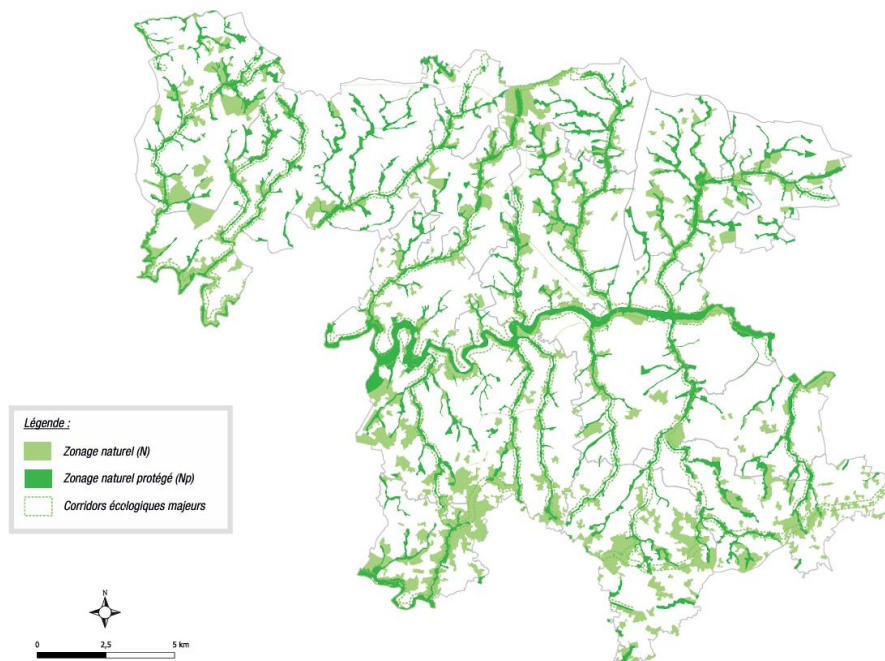 Légende :
Zonage naturel (N)
Zonage naturel protégé (Np)
Corridors écologiques majeurs
N
0 2,5 5 km